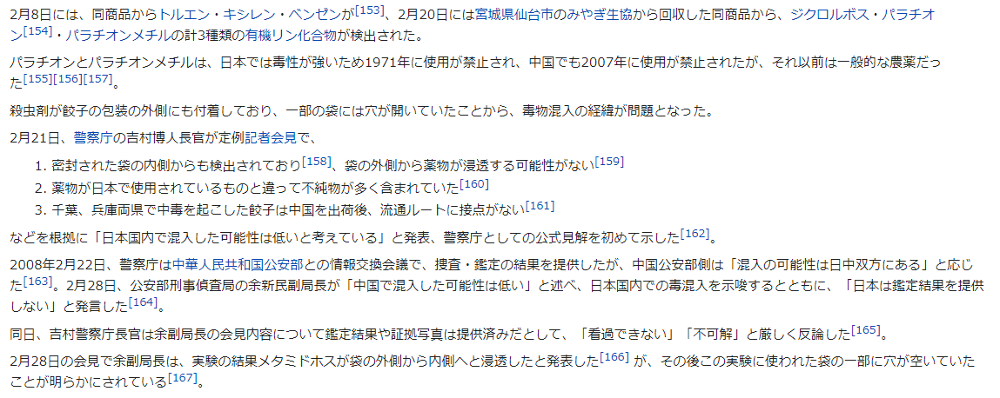 2月8日には、同商品からトルエン・キシレン・ベンゼンが[153]、2月20日には宮城県仙台市のみやぎ生協から回収した同商品から、ジクロルボス・パラチオ
ン[154]・パラチオンメチルの計3種類の有機リン化合物が検出された。
パラチオンとパラチオンメチルは、日本では毒性が強いため1971年に使用が禁止され、中国でも2007年に使用が禁止されたが、それ以前は一般的な農薬だっ
た[155][156][157]。
殺虫剤が餃子の包装の外側にも付着しており、一部の袋には穴が開いていたことから、毒物混入の経緯が問題となった。
2月21日、警察庁の吉村博人長官が定例記者会見で、
1. 密封された袋の内側からも検出されており[158]、袋の外側から薬物が浸透する可能性がない[159]
2. 薬物が日本で使用されているものと違って不純物が多く含まれていた[160]
3. 千葉、兵庫両県で中毒を起こした餃子は中国を出荷後、流通ルートに接点がない[161]
などを根拠に「日本国内で混入した可能性は低いと考えている」と発表、警察庁としての公式見解を初めて示した[162]。
2008年2月22日、警察庁は中華人民共和国公安部との情報交換会議で、捜査・鑑定の結果を提供したが、中国公安部側は「混入の可能性は日中双方にある」と応じ
た[163]。2月28日、公安部刑事偵査局の余新民副局長が「中国で混入した可能性は低い」と述べ、日本国内での毒混入を示唆するとともに、「日本は鑑定結果を提供
しない」と発言した[164]。
同日、吉村警察庁長官は余副局長の会見内容について鑑定結果や証拠写真は提供済みだとして、「看過できない」「不可解」と厳しく反論した[165]。
2月28日の会見で余副局長は、実験の結果メタミドホスが袋の外側から内側へと浸透したと発表した[166] が、その後この実験に使われた袋の一部に穴が空いていた
ことが明らかにされている[167]。